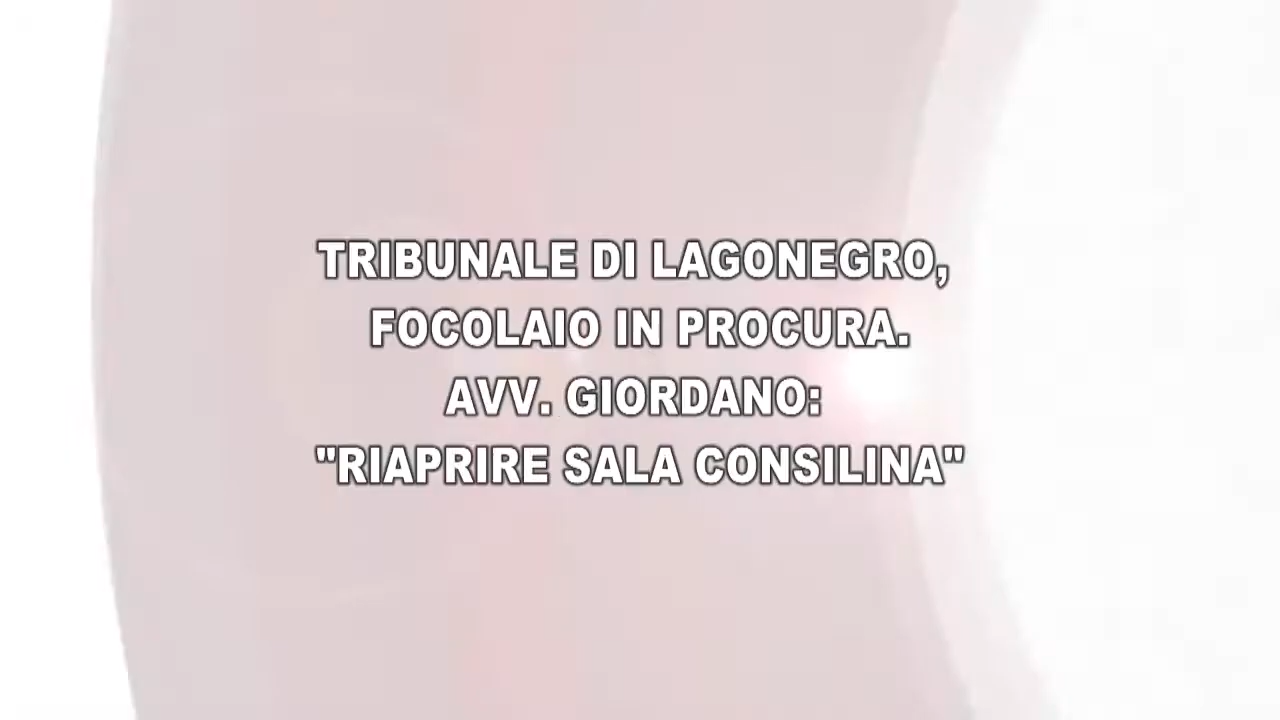 TRIBUNALE DI LAGONEGRO,
FOCOLAIO IN PROCURA.
AVV. GIORDANO:
"RIAPRIRE SALA CONSILINA"